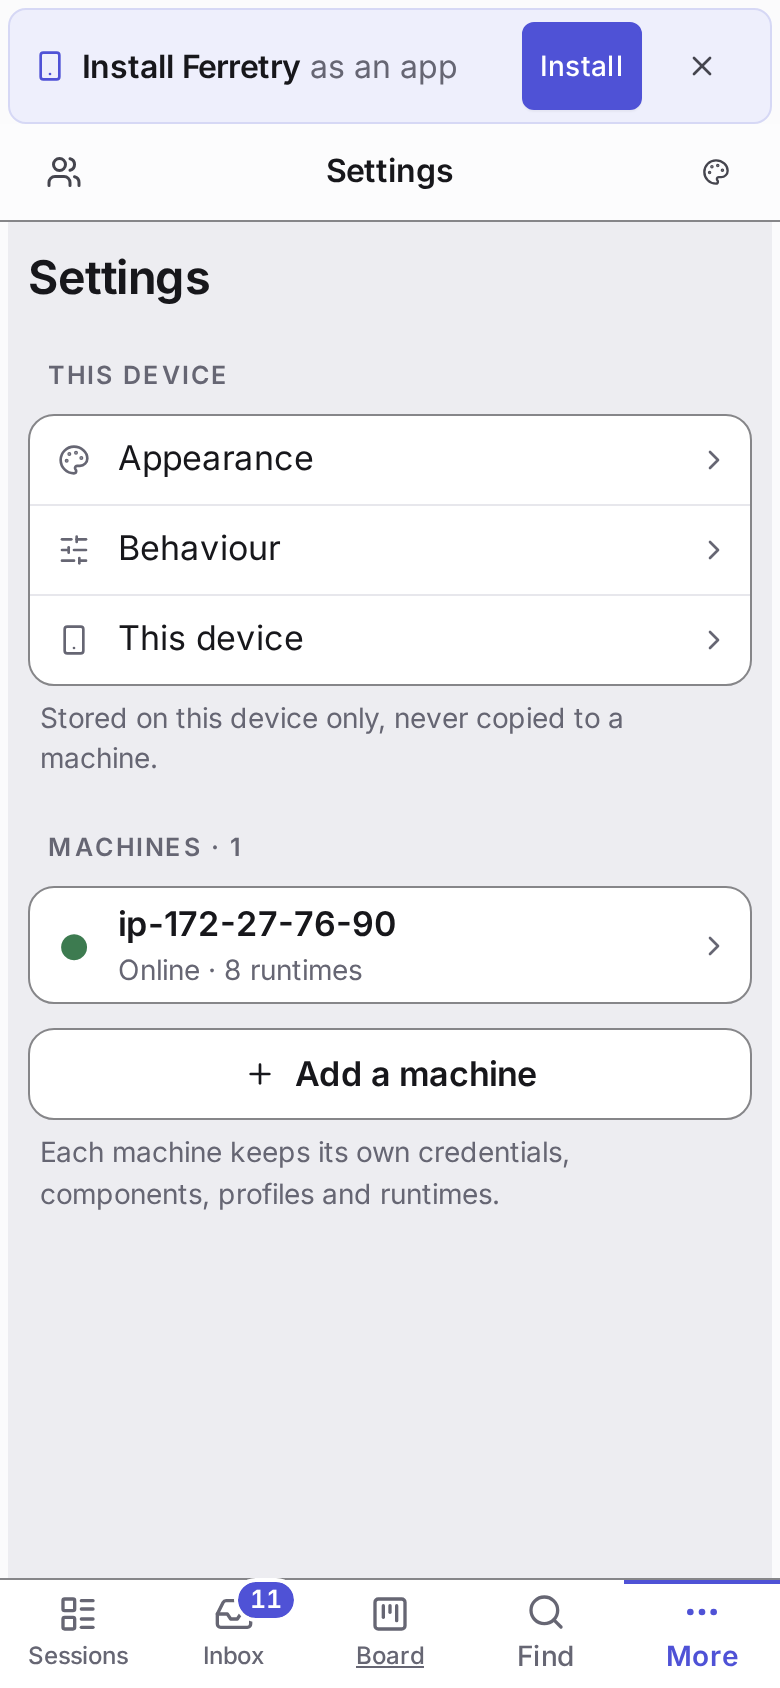 Install Ferretry as an app
Install
Settings
Settings
THIS DEVICE
Appearance
Behaviour
This device
Stored on this device only, never copied to a
machine.
MACHINES · 1
ip-172-27-76-90
Online · 8 runtimes
Add a machine
Each machine keeps its own credentials,
components, profiles and runtimes.
11
Sessions
Inbox
Board
Find
More